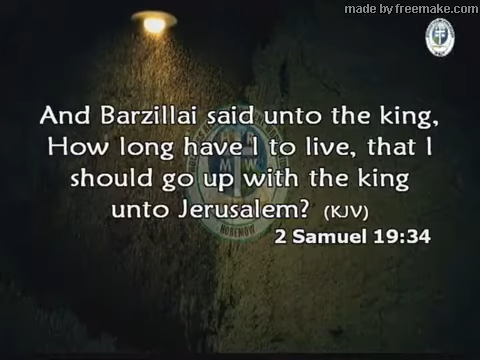 made by freemake.com
And Barzillai said unto the king,
How long have I to live, that I
should go up with the king
unto Jerusalem? (KJV)
2 Samuel 19:34
HOREMOW